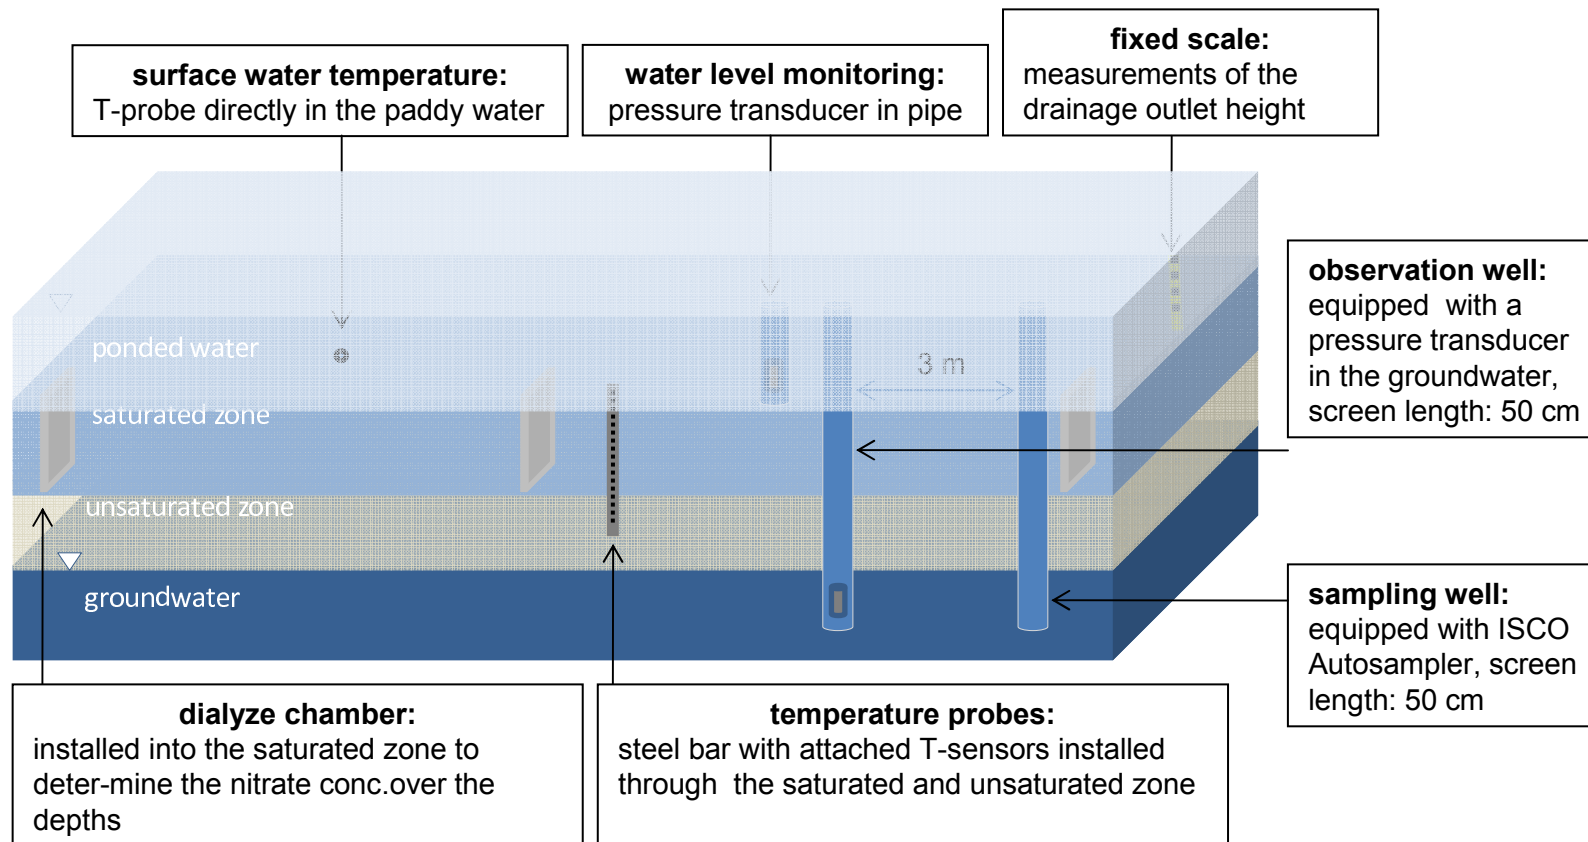 surface water temperature:
T-probe directly in the paddy water
water level monitoring:
pressure transducer in pipe
fixed scale:
measurements of the
drainage outlet height
ponded water
3 m
saturated zone
unsaturated zone
groundwater
observation well:
equipped  with a
pressure transducer
in the groundwater,
screen length: 50 cm
sampling well:
equipped with ISCO
Autosampler, screen
length: 50 cm
dialyze chamber:
installed into the saturated zone to
deter-mine the nitrate conc.over the
depths
temperature probes:
steel bar with attached T-sensors installed
through  the saturated and unsaturated zone